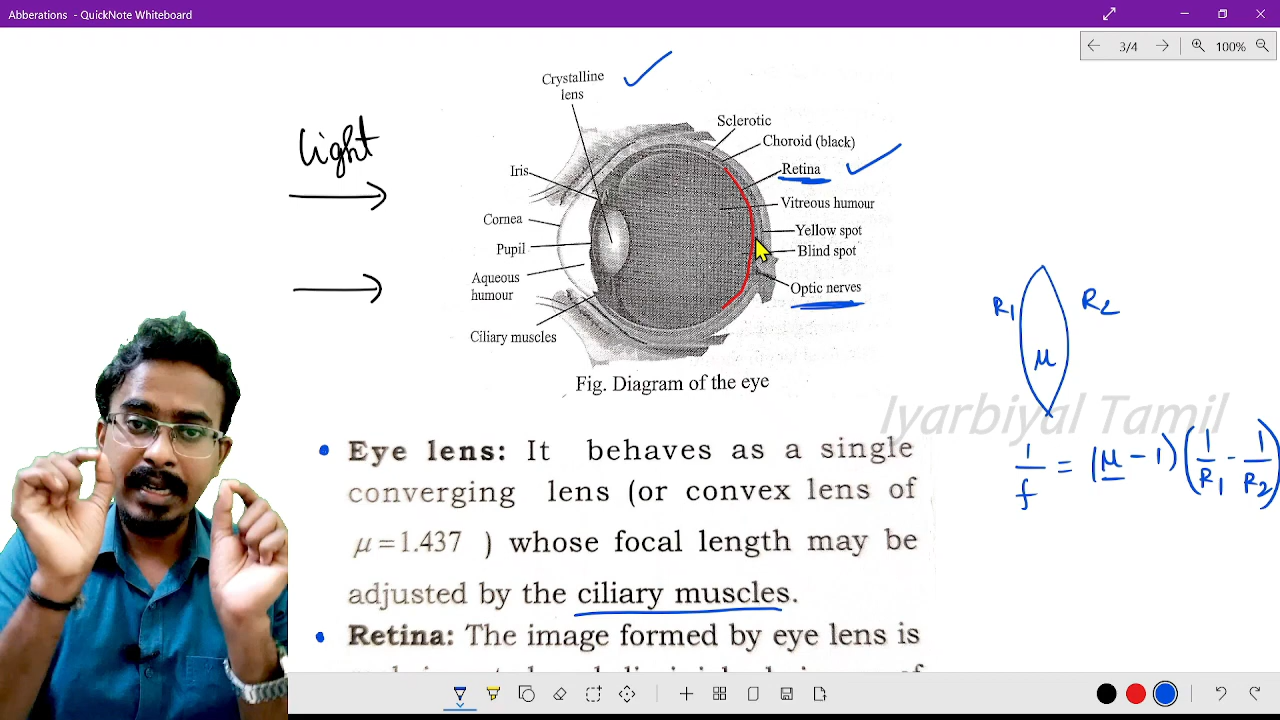 Abberations - QuickNote Whiteboard
3/4
100%
Crystalline
lens
light
Sclerotic
Choroid (black)
Iris
Retina
Vitreous humour
Cornea
Yellow spot
Pupil
Blind spot
Aqueous
humour
Optic nerves
Ciliary muscles
Fig. Diagram of the eye
R1
R2
μ
Iyarbiyal Tamil
1/f = (μ - 1) (1/R1 - 1/R2)
• Eye lens: It behaves as a single
converging lens (or convex lens of
μ = 1.437 ) whose focal length may be
adjusted by the ciliary muscles.
• Retina: The image formed by eye lens is